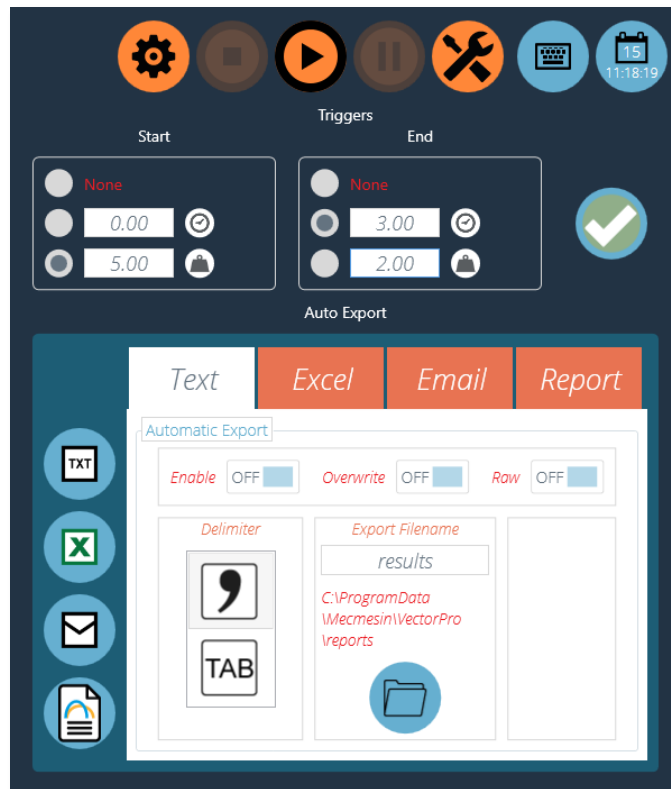 15
11:18:19
Triggers
Start End
None None
0.00 3.00
5.00 2.00
Auto Export
Text Excel Email Report
Automatic Export
TXT
Enable OFF Overwrite OFF Raw OFF
Delimiter Export Filename
,
results
C:\ProgramData
\Mecmesin\VectorPro
\reports
X
TAB